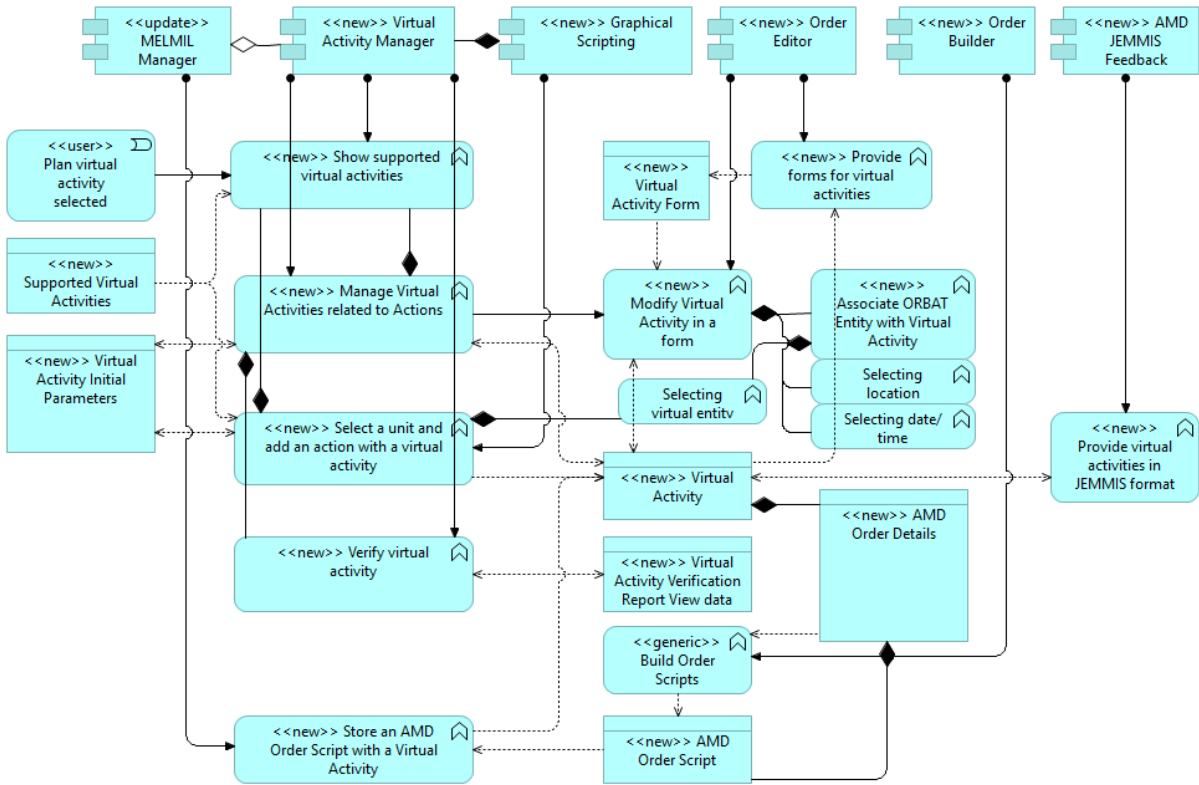 <<update>>
MELMIL
Manager
<<new>> Virtual
Activity Manager
<<new>> Graphical
Scripting
<<new>> Order
Editor
<<new>> Order
Builder
<<new>> AMD
JEMMIS
Feedback
<<user>>
Plan virtual
activity
selected
<<new>> Show supported
virtual activities
<<new>>
Virtual
Activity Form
<<new>> Provide
forms for virtual
activities
<<new>>
Supported Virtual
Activities
<<new>> Manage Virtual
Activities related to Actions
<<new>>
Modify Virtual
Activity in a
form
<<new>>
Associate ORBAT
Entity with Virtual
Activity
<<new>> Virtual
Activity Initial
Parameters
Selecting
virtual entity
Selecting
location
Selecting date/
time
<<new>> Select a unit and
add an action with a virtual
activity
<<new>>
Provide virtual
activities in
JEMMIS format
<<new>> Virtual
Activity
<<new>> AMD
Order Details
<<new>> Verify virtual
activity
<<new>> Virtual
Activity Verification
Report View data
<<generic>>
Build Order
Scripts
<<new>> Store an AMD
Order Script with a Virtual
Activity
<<new>> AMD
Order Script